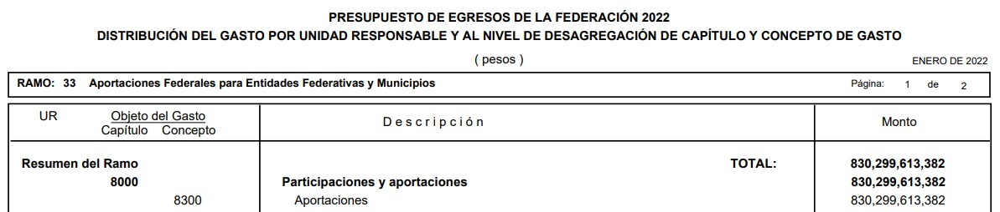 PRESUPUESTO DE EGRESOS DE LA FEDERACIÓN 2022
DISTRIBUCIÓN DEL GASTO POR UNIDAD RESPONSABLE Y AL NIVEL DE DESAGREGACIÓN DE CAPÍTULO Y CONCEPTO DE GASTO
( pesos )
ENERO DE 2022
RAMO: 33 Aportaciones Federales para Entidades Federativas y Municipios Página: 1 de 2
UR Objeto del Gasto Descripción Monto
Capítulo Concepto
Resumen del Ramo TOTAL: 830,299,613,382
8000 Participaciones y aportaciones 830,299,613,382
8300 Aportaciones 830,299,613,382